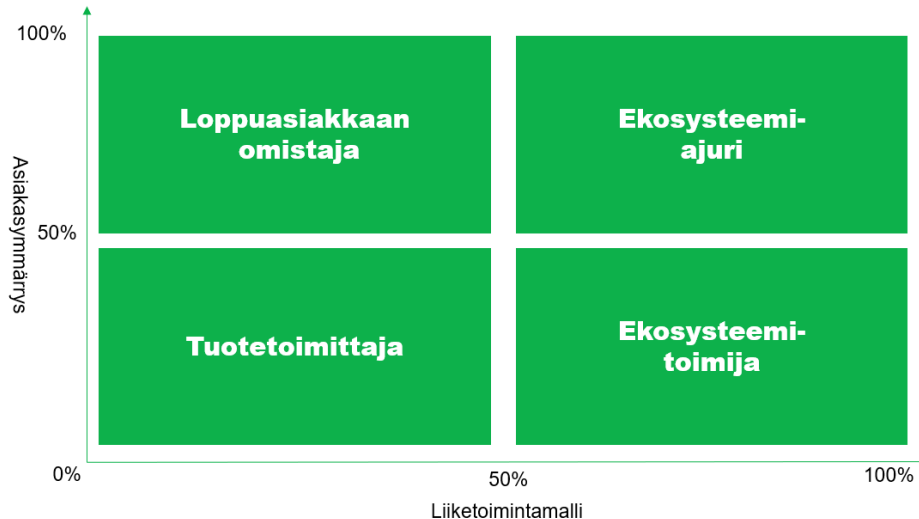 100%
Loppuasiakkaan
omistaja
Ekosysteemi-
ajuri
Asiakasymmärrys
50%
Tuotetoimittaja
Ekosysteemi-
toimija
0%
50%
100%
Liiketoimintamalli